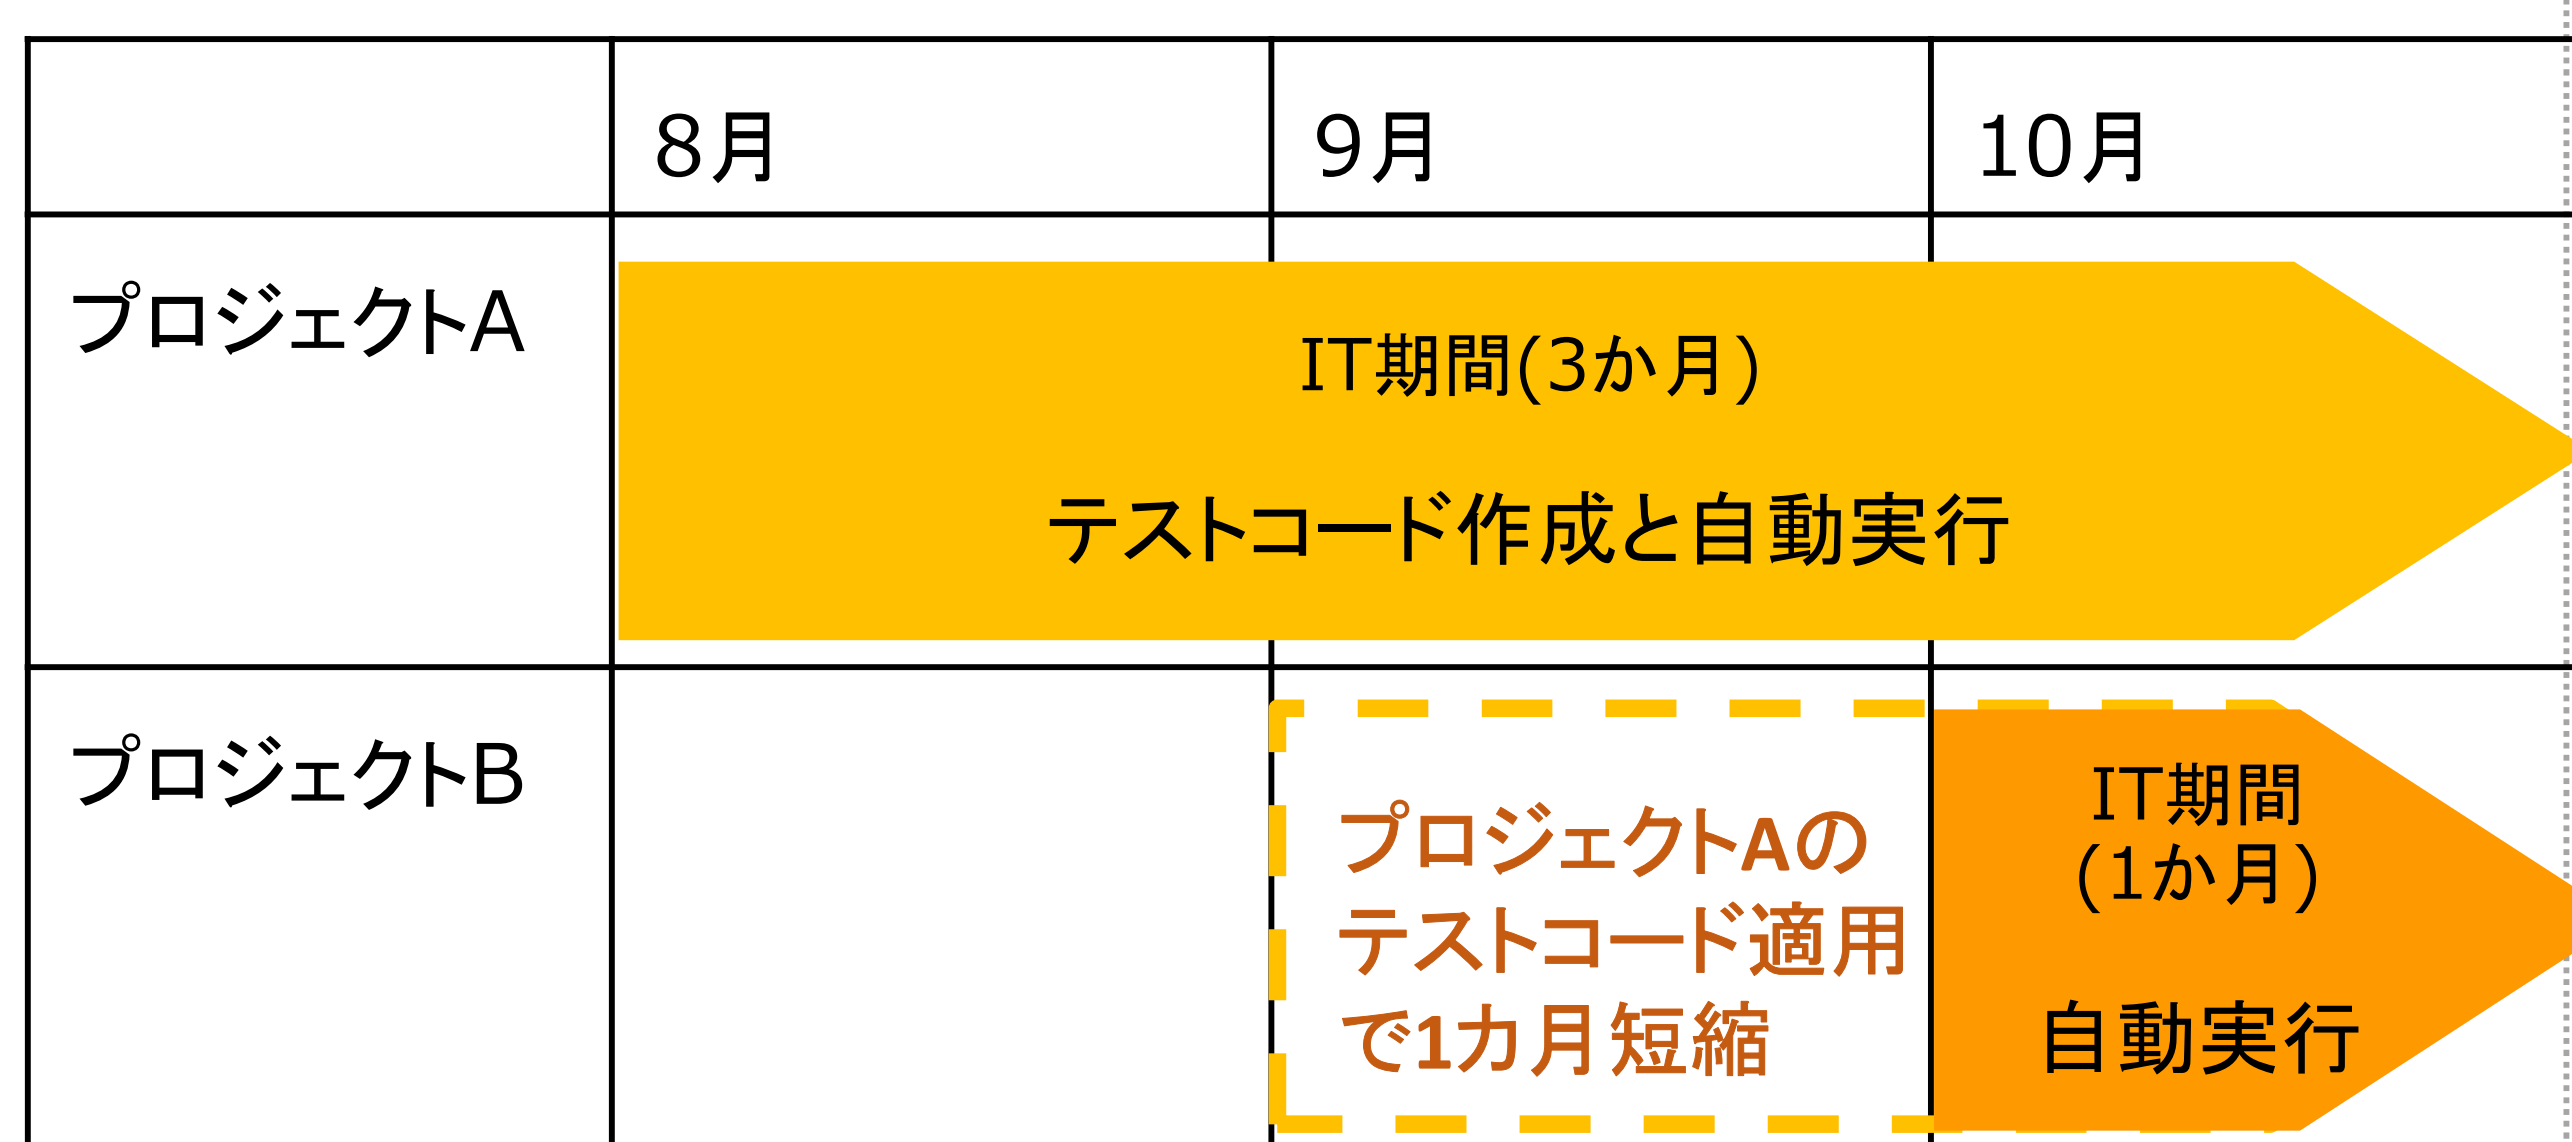 8月
9月
10月
プロジェクトA
IT期間(3か月)
テストコード作成と自動実行
プロジェクトB
プロジェクトAの
テストコード適用
で1カ月短縮
IT期間
(1か月)
自動実行